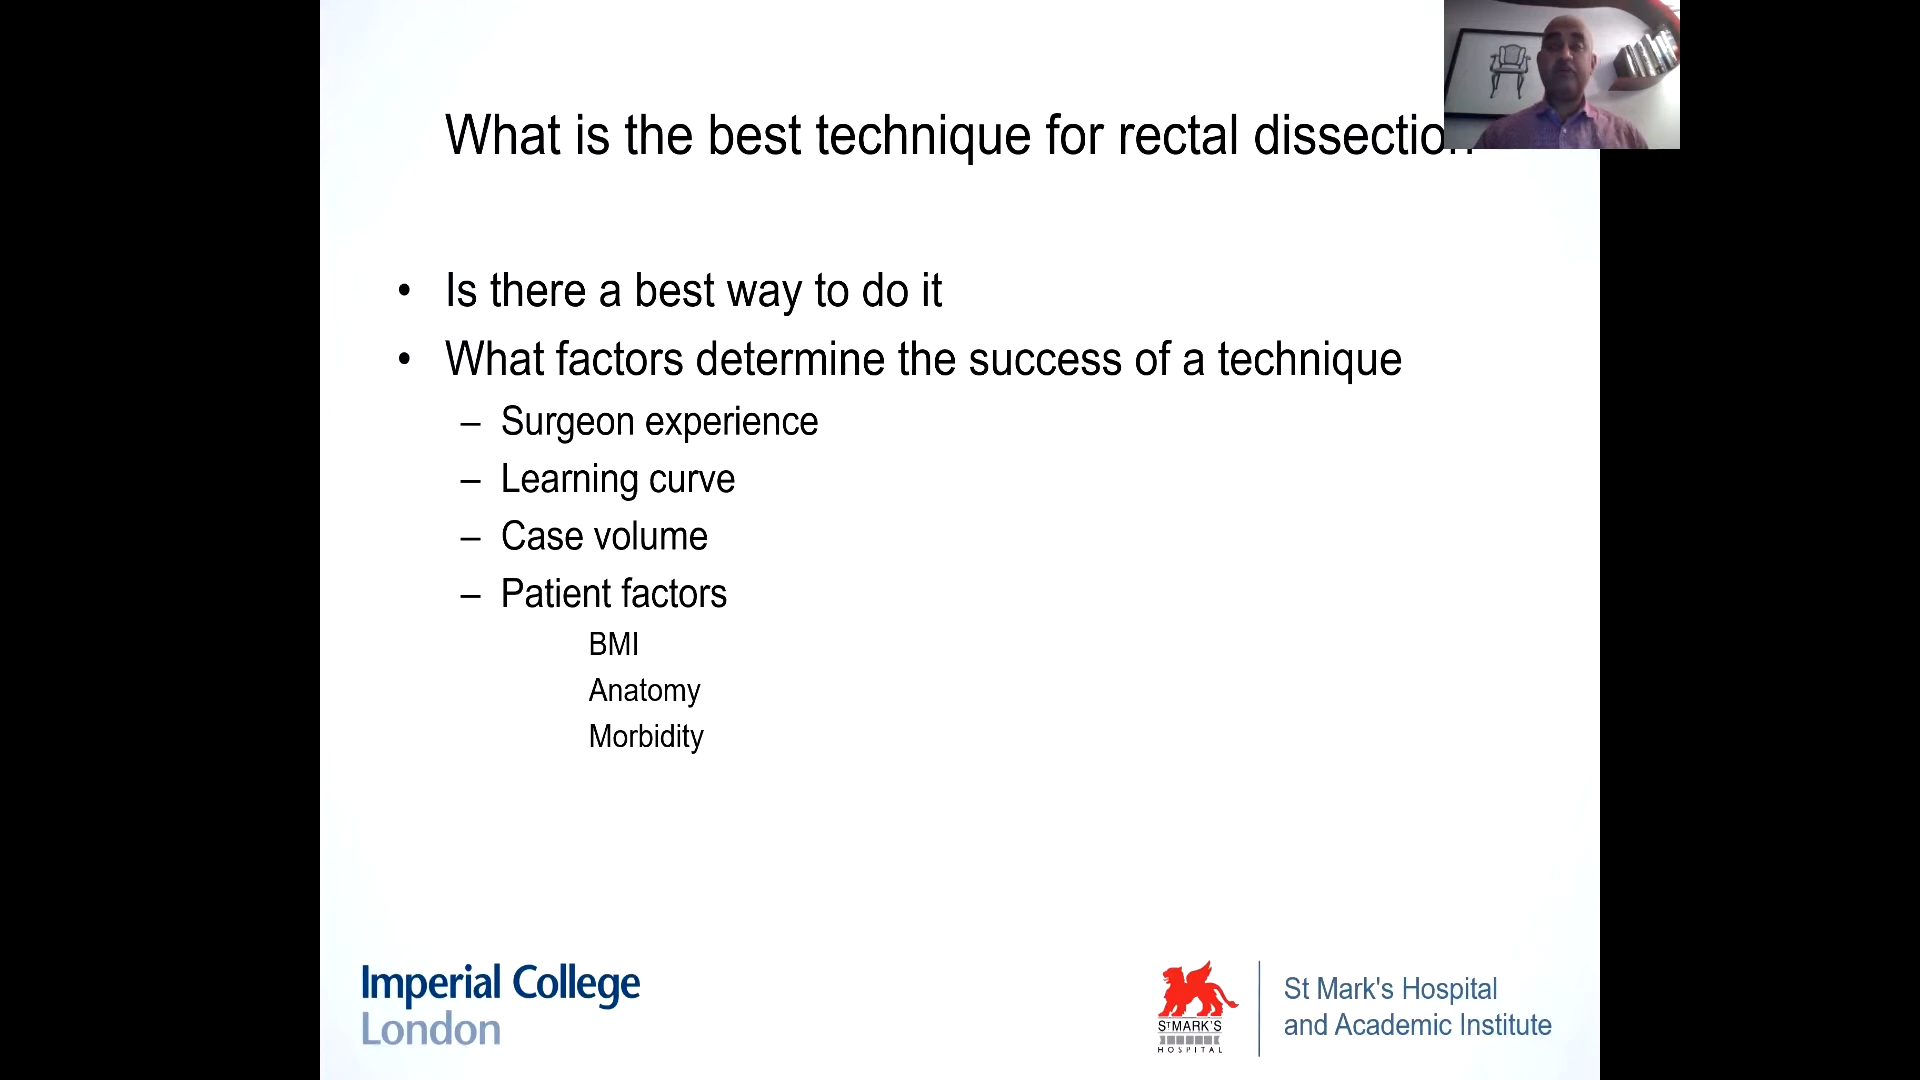 What is the best technique for rectal dissection
• Is there a best way to do it
• What factors determine the success of a technique
– Surgeon experience
– Learning curve
– Case volume
– Patient factors
BMI
Anatomy
Morbidity
Imperial College
London
ST MARK'S
HOSPITAL
St Mark's Hospital
and Academic Institute